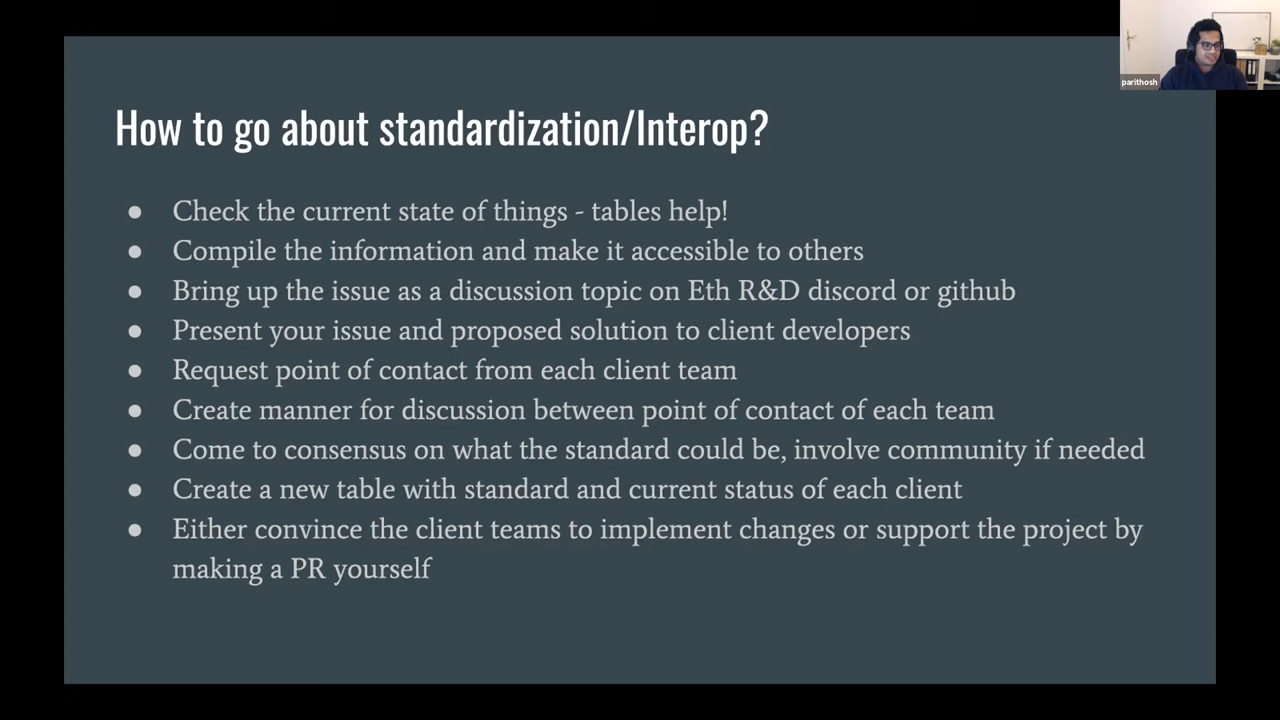 parithosh
How to go about standardization/Interop?
● Check the current state of things - tables help!
● Compile the information and make it accessible to others
● Bring up the issue as a discussion topic on Eth R&D discord or github
● Present your issue and proposed solution to client developers
● Request point of contact from each client team
● Create manner for discussion between point of contact of each team
● Come to consensus on what the standard could be, involve community if needed
● Create a new table with standard and current status of each client
● Either convince the client teams to implement changes or support the project by
making a PR yourself